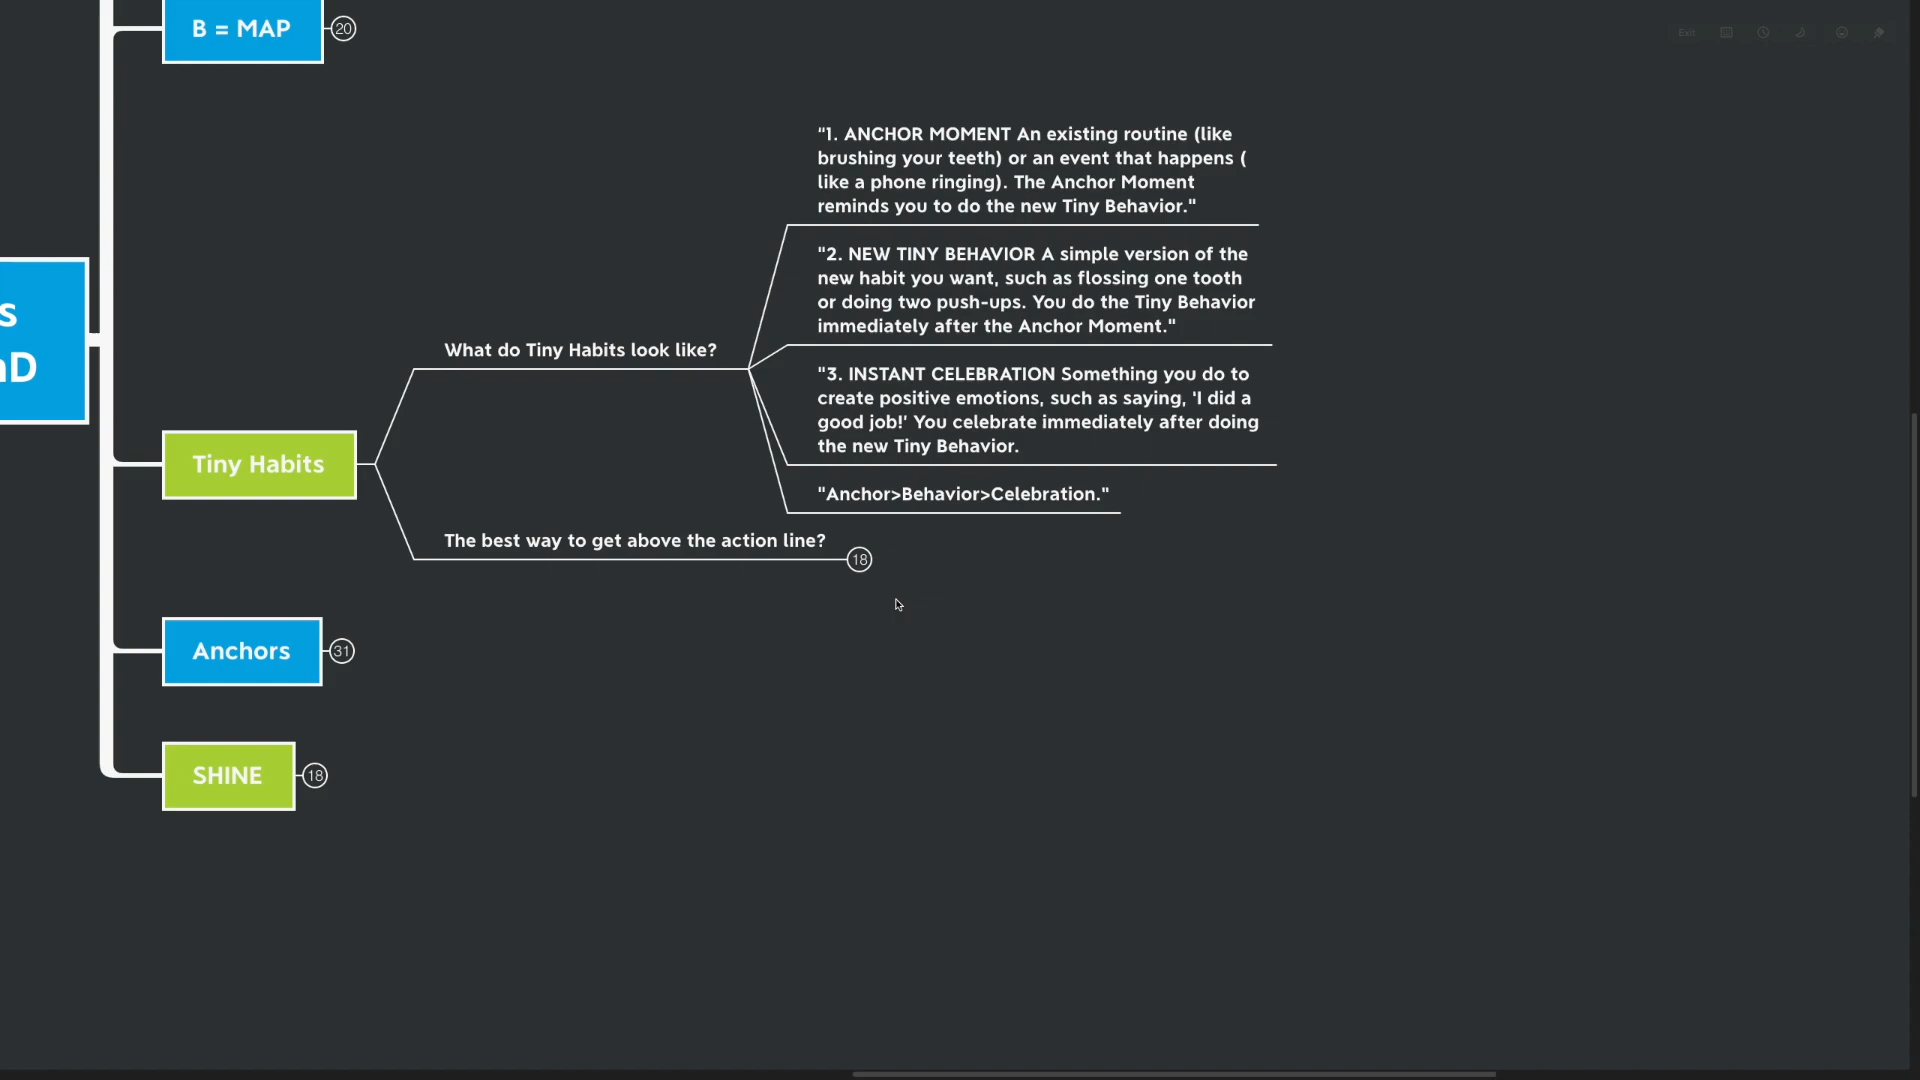 B = MAP
20
Exit
"1. ANCHOR MOMENT An existing routine (like
brushing your teeth) or an event that happens (
like a phone ringing). The Anchor Moment
reminds you to do the new Tiny Behavior."
"2. NEW TINY BEHAVIOR A simple version of the
new habit you want, such as flossing one tooth
or doing two push-ups. You do the Tiny Behavior
immediately after the Anchor Moment."
s
nD
What do Tiny Habits look like?
"3. INSTANT CELEBRATION Something you do to
create positive emotions, such as saying, 'I did a
good job!' You celebrate immediately after doing
the new Tiny Behavior.
Tiny Habits
"Anchor>Behavior>Celebration."
The best way to get above the action line?
18
Anchors
31
SHINE
18